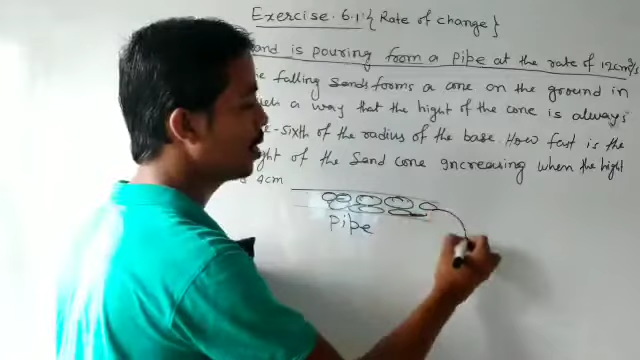 Exercise. 6.1 { Rate of change }
and is pouring from a pipe at the rate of 12cm³/s
falling sands forms a cone on the ground in
a way that the hight of the cone is always
-sixth of the radius of the base. How fast is the
of the sand cone increasing when the hight
4cm
pipe